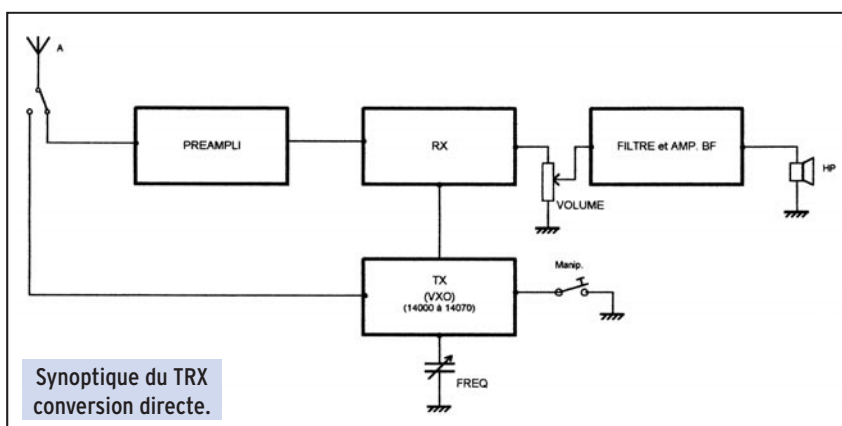 A
PREAMPLI
RX
FILTRE et AMP. BF
HP
VOLUME
TX
(VXO)
(14000 à 14070)
Manip.
FREQ
Synoptique du TRX
conversion directe.